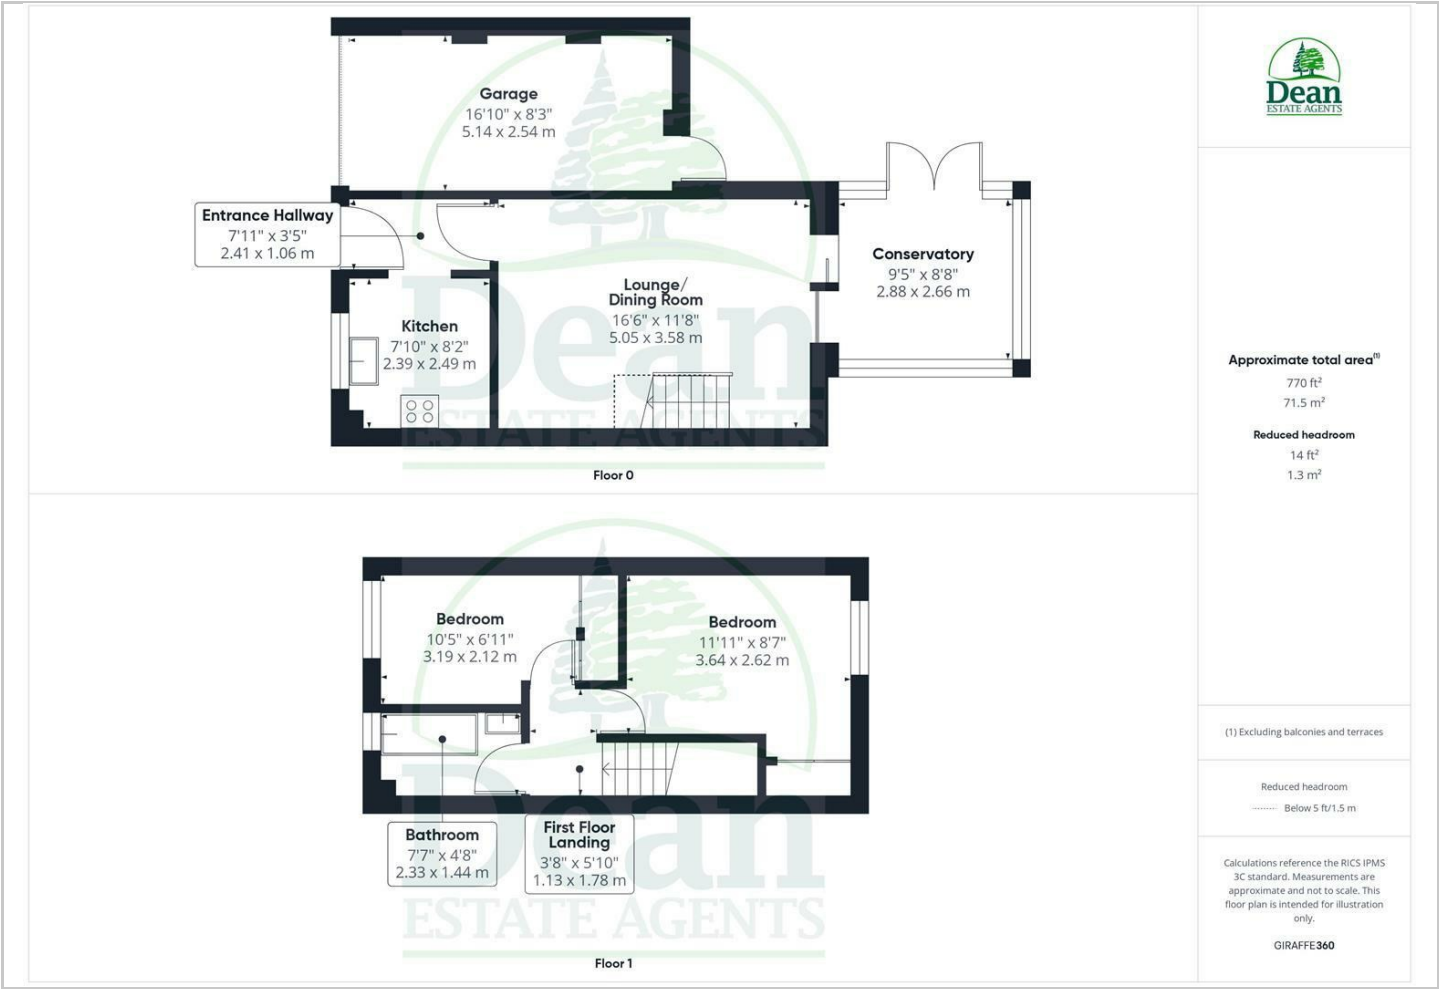 Garage
16'10" x 8'3"
5.14 x 2.54 m
Entrance Hallway
7'11" x 3'5"
2.41 x 1.06 m
Kitchen
7'10" x 8'2"
2.39 x 2.49 m
Lounge/
Dining Room
16'6" x 11'8"
5.05 x 3.58 m
Conservatory
9'5" x 8'8"
2.88 x 2.66 m
Dean
ESTATE AGENTS
Floor 0
Bedroom
10'5" x 6'11"
3.19 x 2.12 m
Bedroom
11'11" x 8'7"
3.64 x 2.62 m
Bathroom
7'7" x 4'8"
2.33 x 1.44 m
First Floor
Landing
3'8" x 5'10"
1.13 x 1.78 m
Dean
ESTATE AGENTS
Floor 1
Dean
ESTATE AGENTS
Approximate total area(1)
770 ft²
71.5 m²
Reduced headroom
14 ft²
1.3 m²
(1) Excluding balconies and terraces
Reduced headroom
Below 5 ft/1.5 m
Calculations reference the RICS IPMS
3C standard. Measurements are
approximate and not to scale. This
floor plan is intended for illustration
only.
GIRAFFE360